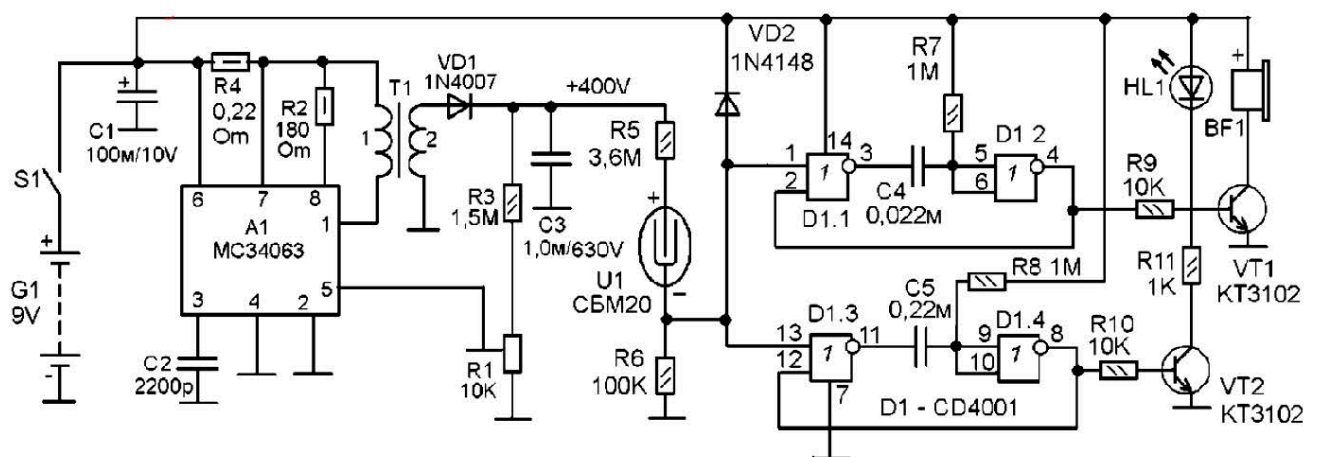 VD2
1N4148
R7
1M
VD1
1N4007
T1
+400V
R4
0,22
Om
R2
180
Om
1
2
C1
100м/10V
+
S1
+
G1
9V
-
6
7
8
A1
MC34063
1
5
3
4
2
C2
2200p
R3
1,5M
C3
1,0м/630V
R1
10K
R5
3,6M
+
U1
СБМ20
-
R6
100K
1
2
14
1
3
D1.1
C4
0,022м
D1 2
5
6
1
4
R9
10K
HL1
+
BF1
R11
1K
VT1
KT3102
R8 1M
D1.3
13
12
1
11
7
C5
0,22м
D1.4
9
10
1
8
R10
10K
D1 - CD4001
VT2
KT3102